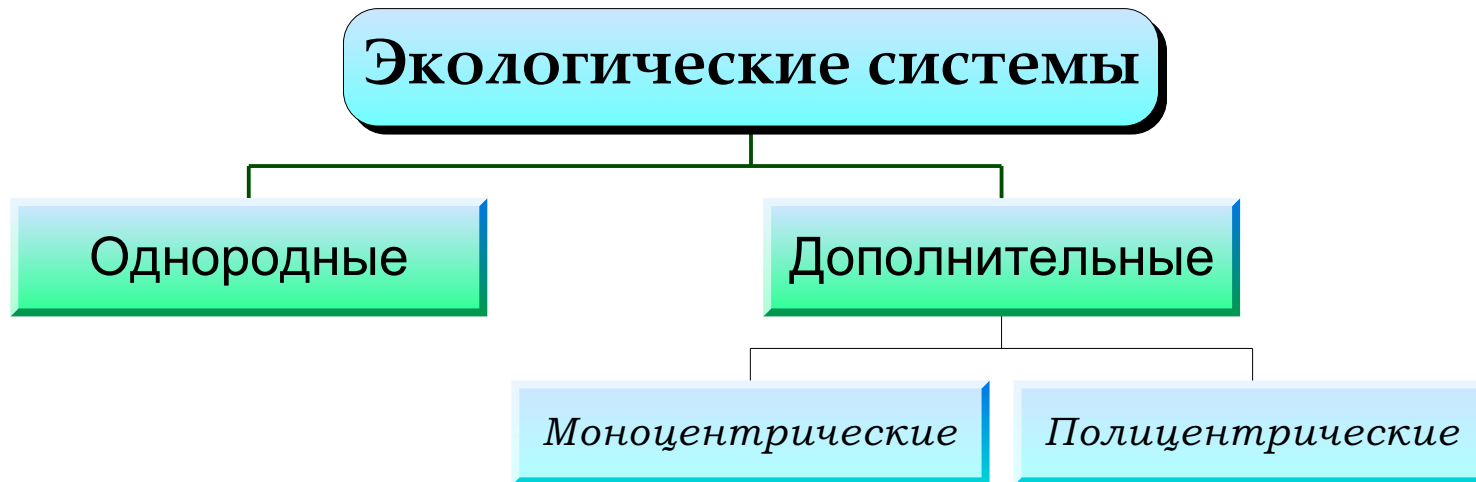 Экологические системы
Однородные
Дополнительные
Моноцентрические
Полицентрические